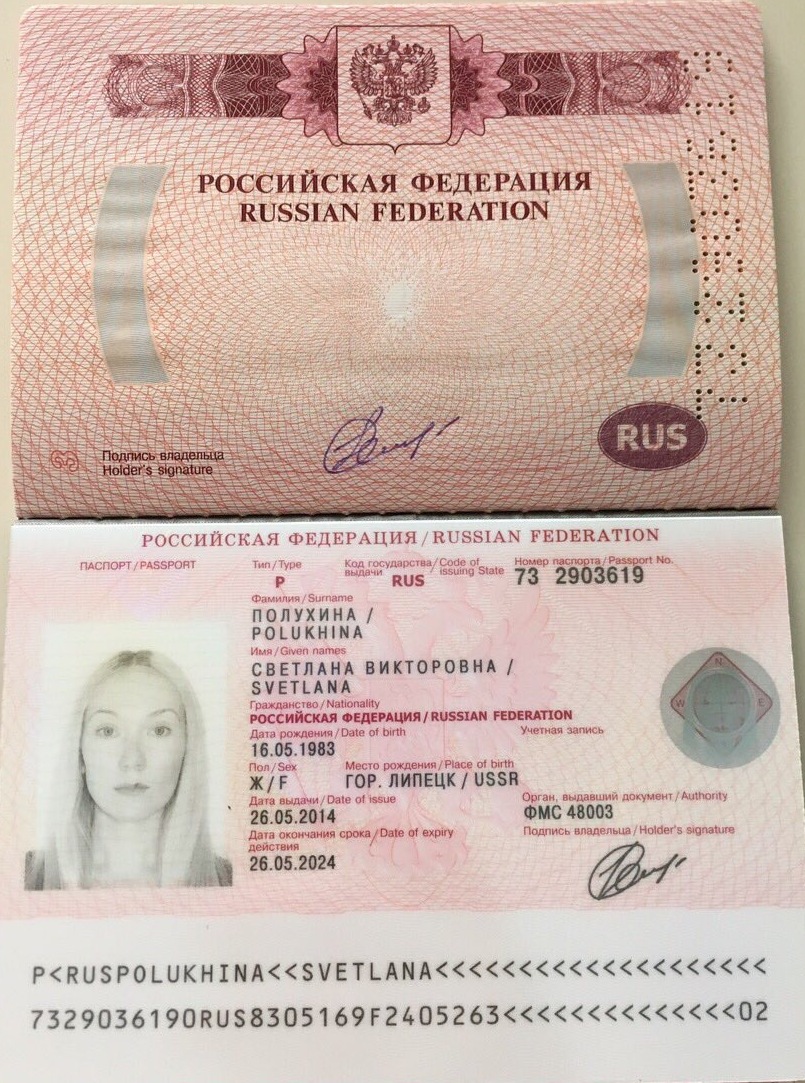 РОССИЙСКАЯ ФЕДЕРАЦИЯ
RUSSIAN FEDERATION
Подпись владельца
Holder's signature
RUS
РОССИЙСКАЯ ФЕДЕРАЦИЯ / RUSSIAN FEDERATION
ПАСПОРТ / PASSPORT
Тип / Type
P
Код государства / Code of
выдачи issuing State
RUS
Номер паспорта / Passport No.
73 2903619
Фамилия / Surname
ПОЛУХИНА /
POLUKHINA
Имя / Given names
СВЕТЛАНА ВИКТОРОВНА /
SVETLANA
Гражданство / Nationality
РОССИЙСКАЯ ФЕДЕРАЦИЯ / RUSSIAN FEDERATION
Дата рождения / Date of birth
Учетная запись
16.05.1983
Пол / Sex
Место рождения / Place of birth
Ж / F
ГОР. ЛИПЕЦК / USSR
Дата выдачи / Date of issue
Орган, выдавший документ / Authority
26.05.2014
ФМС 48003
Дата окончания срока / Date of expiry
действия
Подпись владельца / Holder's signature
26.05.2024
N
W
E
P<RUSPOLUKHINA<<SVETLANA<<<<<<<<<<<<<<<<<<<<
7329036190RUS8305169F2405263<<<<<<<<<<<<<<02